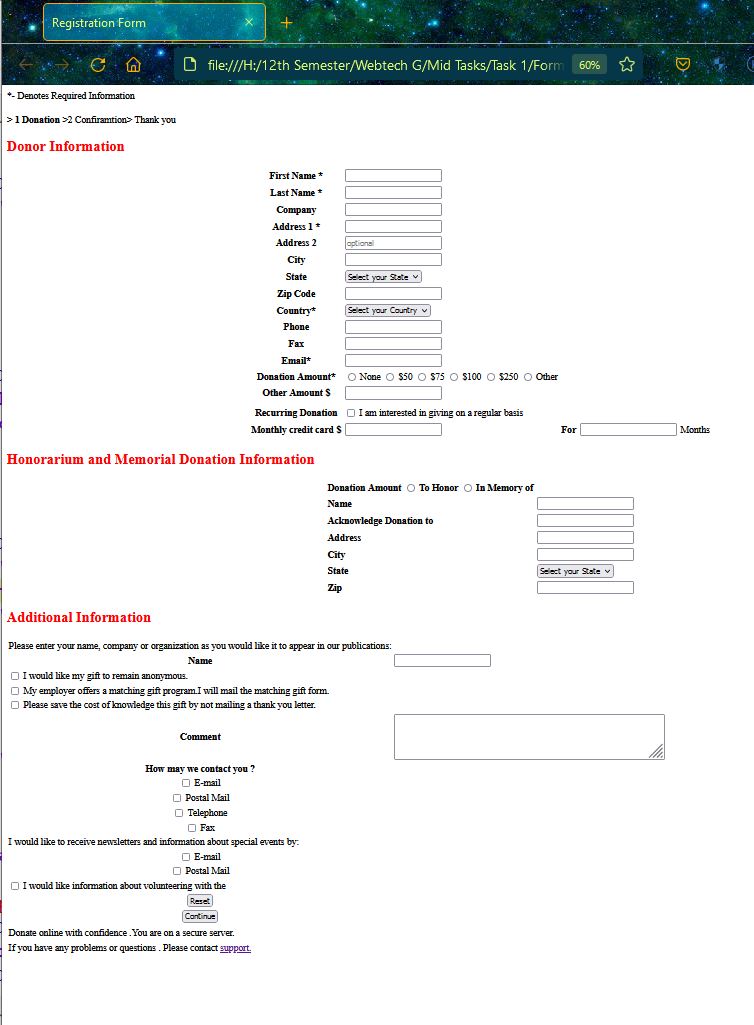 Registration Form
file:///H:/12th Semester/Webtech G/Mid Tasks/Task 1/Form 60%
*- Denotes Required Information
> 1 Donation >2 Confiramtion> Thank you
Donor Information
First Name *
Last Name *
Company
Address 1 *
Address 2 optional
City
State Select your State
Zip Code
Country* Select your Country
Phone
Fax
Email*
Donation Amount* None $50 $75 $100 $250 Other
Other Amount $
Recurring Donation I am interested in giving on a regular basis
Monthly credit card $ For Months
Honorarium and Memorial Donation Information
Donation Amount To Honor In Memory of
Name
Acknowledge Donation to
Address
City
State Select your State
Zip
Additional Information
Please enter your name, company or organization as you would like it to appear in our publications:
Name
I would like my gift to remain anonymous.
My employer offers a matching gift program.I will mail the matching gift form.
Please save the cost of knowledge this gift by not mailing a thank you letter.
Comment
How may we contact you ?
E-mail
Postal Mail
Telephone
Fax
I would like to receive newsletters and information about special events by:
E-mail
Postal Mail
I would like information about volunteering with the
Reset
Continue
Donate online with confidence . You are on a secure server.
If you have any problems or questions . Please contact support.